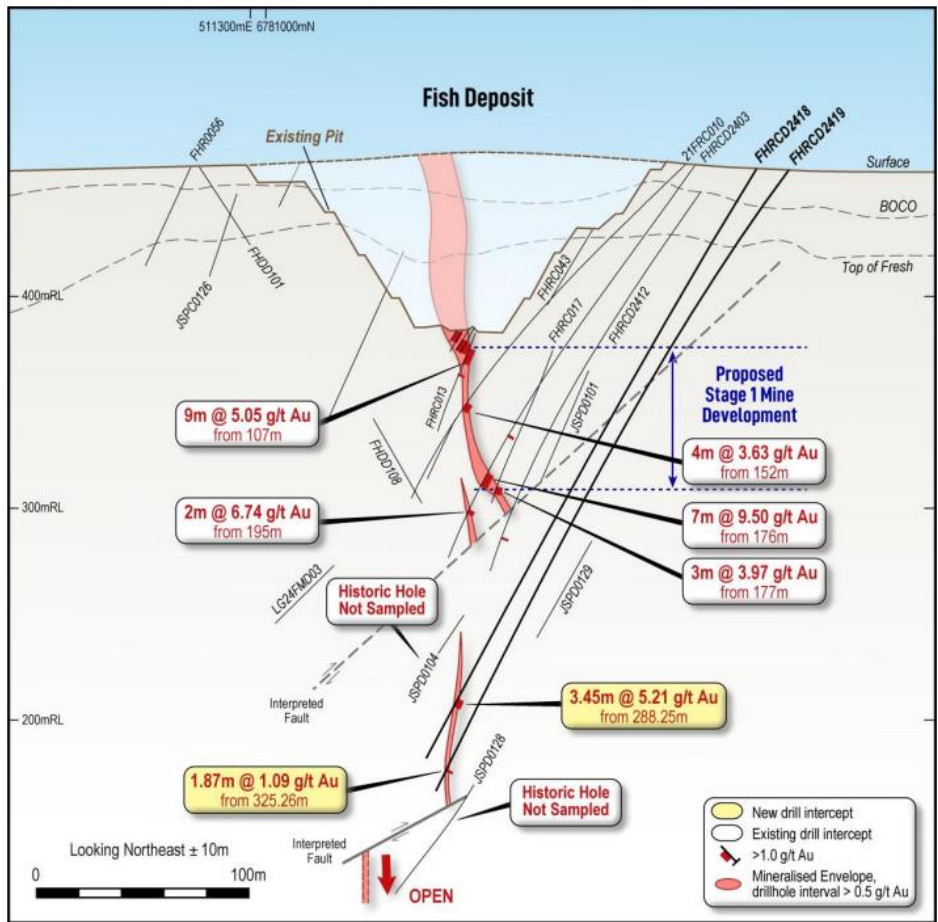 511300mE 6781000mN
Fish Deposit
FHR0056
Existing Pit
21FRC010
FHRCD2403
FHRCD2418
FHRCD2419
Surface
BOCO
Top of Fresh
JSPC0126
FHDD101
FHRC043
FHRC017
FHRCD2412
400mRL
Proposed
Stage 1 Mine
Development
9m @ 5.05 g/t Au
from 107m
FHRC013
FHDD108
JSPD0101
4m @ 3.63 g/t Au
from 152m
300mRL
2m @ 6.74 g/t Au
from 195m
7m @ 9.50 g/t Au
from 176m
3m @ 3.97 g/t Au
from 177m
LG24FMD03
Historic Hole
Not Sampled
JSPD0129
JSPD0104
Interpreted
Fault
200mRL
3.45m @ 5.21 g/t Au
from 288.25m
1.87m @ 1.09 g/t Au
from 325.26m
JSPD0128
Historic Hole
Not Sampled
Interpreted
Fault
OPEN
Looking Northeast ± 10m
0 100m
New drill intercept
Existing drill intercept
>1.0 g/t Au
Mineralised Envelope,
drillhole interval > 0.5 g/t Au